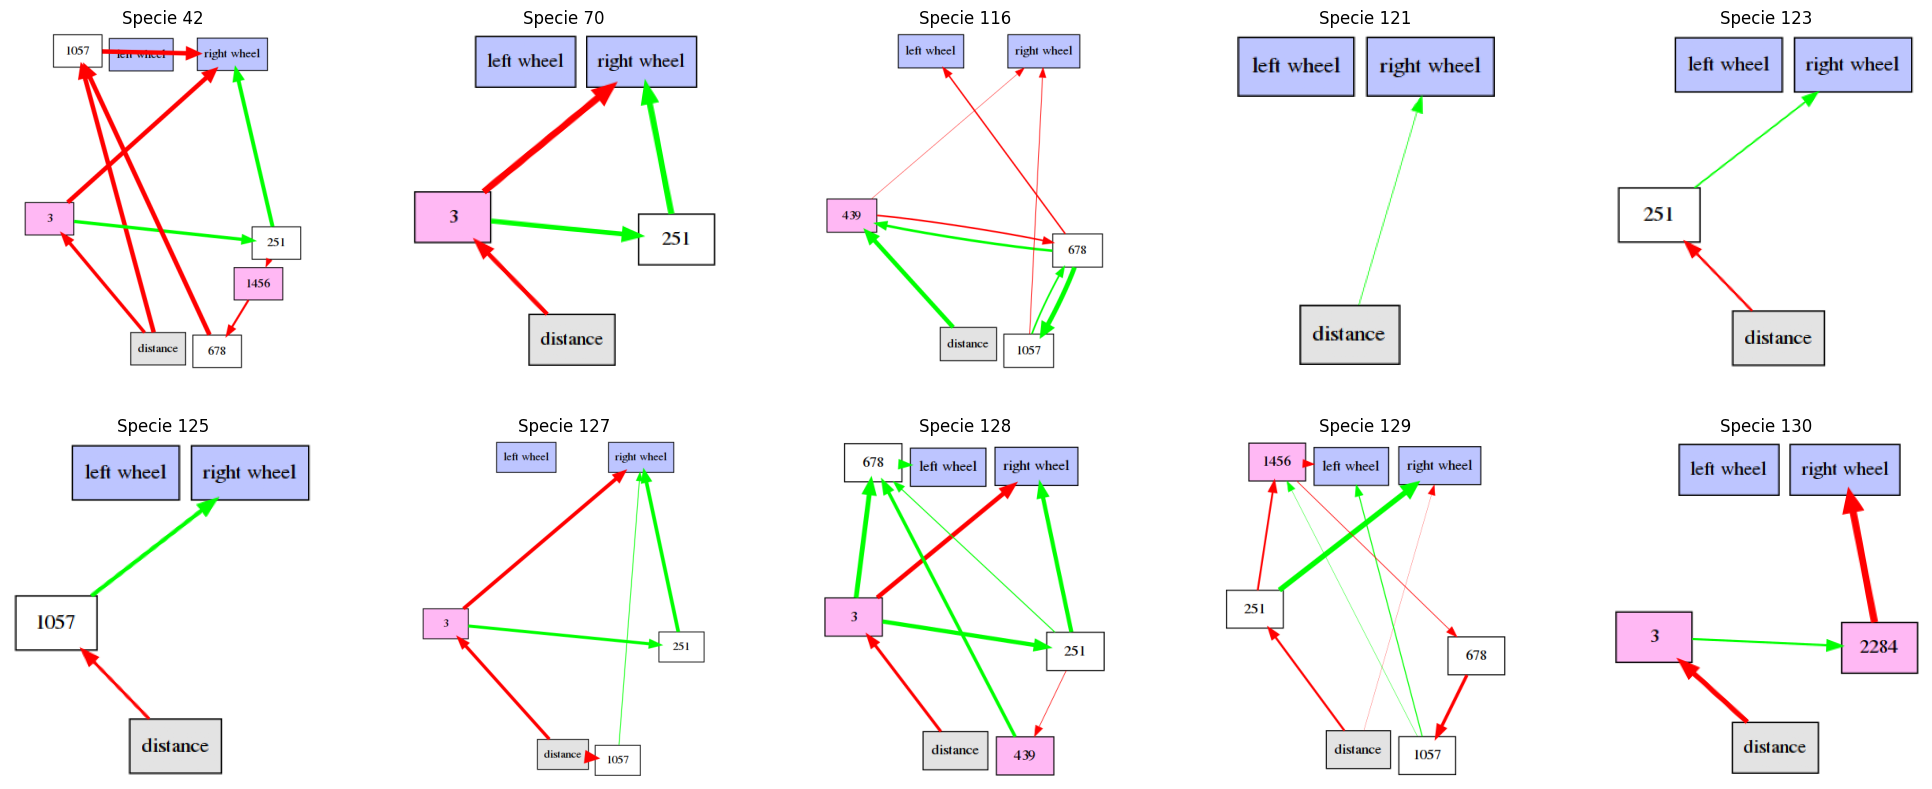 Specie 42
1057
left wheel
right wheel
3
251
1456
distance
678
Specie 70
left wheel
right wheel
3
251
distance
Specie 116
left wheel
right wheel
439
678
distance
1057
Specie 121
left wheel
right wheel
distance
Specie 123
left wheel
right wheel
251
distance
Specie 125
left wheel
right wheel
1057
distance
Specie 127
left wheel
right wheel
3
251
distance
1057
Specie 128
678
left wheel
right wheel
3
251
distance
439
Specie 129
1456
left wheel
right wheel
251
678
distance
1057
Specie 130
left wheel
right wheel
3
2284
distance